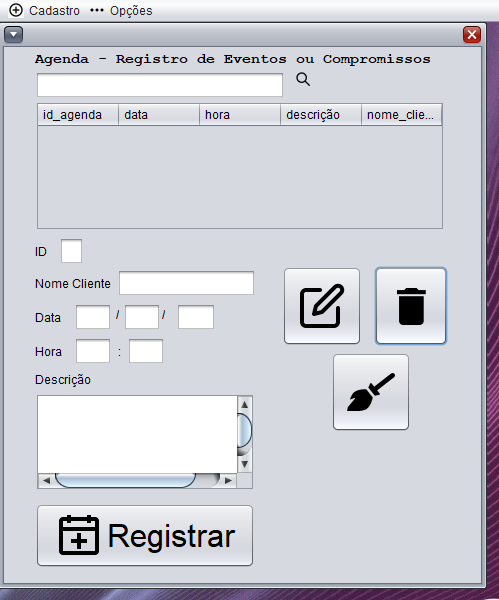 Cadastro Opções
Agenda - Registro de Eventos ou Compromissos
id_agenda data hora descrição nome_clie...
ID
Nome Cliente
Data / /
Hora :
Descrição
Registrar